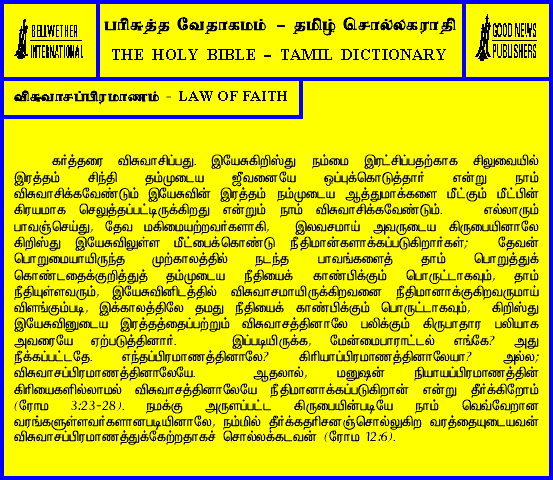 BELLWETHER
INTERNATIONAL
பரிசுத்த வேதாகமம் – தமிழ் சொல்லகராதி
THE HOLY BIBLE – TAMIL DICTIONARY
GOOD NEWS
PUBLISHERS
விசுவாசப்பிரமாணம் - LAW OF FAITH
கர்த்தரை விசுவாசிப்பது. இயேசுகிறிஸ்து நம்மை இரட்சிப்பதற்காக சிலுவையில்
இரத்தம் சிந்தி தம்முடைய ஜீவனையே ஒப்புக்கொடுத்தார் என்று நாம்
விசுவாசிக்கவேண்டும் இயேசுவின் இரத்தம் நம்முடைய ஆத்துமாக்களை மீட்கும் மீட்பின்
கிரயமாக செலுத்தப்பட்டிருக்கிறது என்றும் நாம் விசுவாசிக்கவேண்டும். எல்லாரும்
பாவஞ்செய்து, தேவ மகிமையற்றவர்களாகி, இலவசமாய் அவருடைய கிருபையினாலே
கிறிஸ்து இயேசுவிலுள்ள மீட்பைக்கொண்டு நீதிமான்களாக்கப்படுகிறார்கள்; தேவன்
பொறுமையாயிருந்த முற்காலத்தில் நடந்த பாவங்களைத் தாம் பொறுத்துக்
கொண்டதைக்குறித்துத் தம்முடைய நீதியைக் காண்பிக்கும் பொருட்டாகவும், தாம்
நீதியுள்ளவரும், இயேசுவினிடத்தில் விசுவாசமாயிருக்கிறவனை நீதிமானாக்குகிறவருமாய்
விளங்கும்படி, இக்காலத்திலே தமது நீதியைக் காண்பிக்கும் பொருட்டாகவும், கிறிஸ்து
இயேசுவினுடைய இரத்தத்தைப்பற்றும் விசுவாசத்தினாலே பலிக்கும் கிருபாதார பலியாக
அவரையே ஏற்படுத்தினார். இப்படியிருக்க, மேன்மைபாராட்டல் எங்கே? அது
நீக்கப்பட்டதே. எந்தப்பிரமாணத்தினாலே? கிரியாப்பிரமாணத்தினாலேயா? அல்ல;
விசுவாசப்பிரமாணத்தினாலேயே. ஆதலால், மனுஷன் நியாயப்பிரமாணத்தின்
கிரியைகளில்லாமல் விசுவாசத்தினாலேயே நீதிமானாக்கப்படுகிறான் என்று தீர்க்கிறோம்
(ரோம 3:23-28). நமக்கு அருளப்பட்ட கிருபையின்படியே நாம் வெவ்வேறான
வரங்களுள்ளவர்களானபடியினாலே, நம்மில் தீர்க்கதரிசனஞ்சொல்லுகிற வரத்தையுடையவன்
விசுவாசப்பிரமாணத்துக்கேற்றதாகச் சொல்லக்கடவன் (ரோம 12:6).